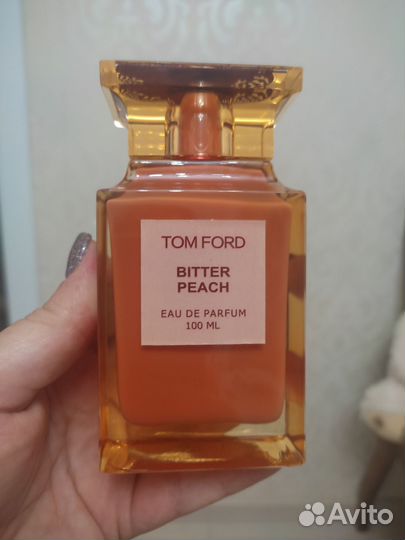 TOM FORD
BITTER
PEACH
EAU DE PARFUM
100 ML
Avito